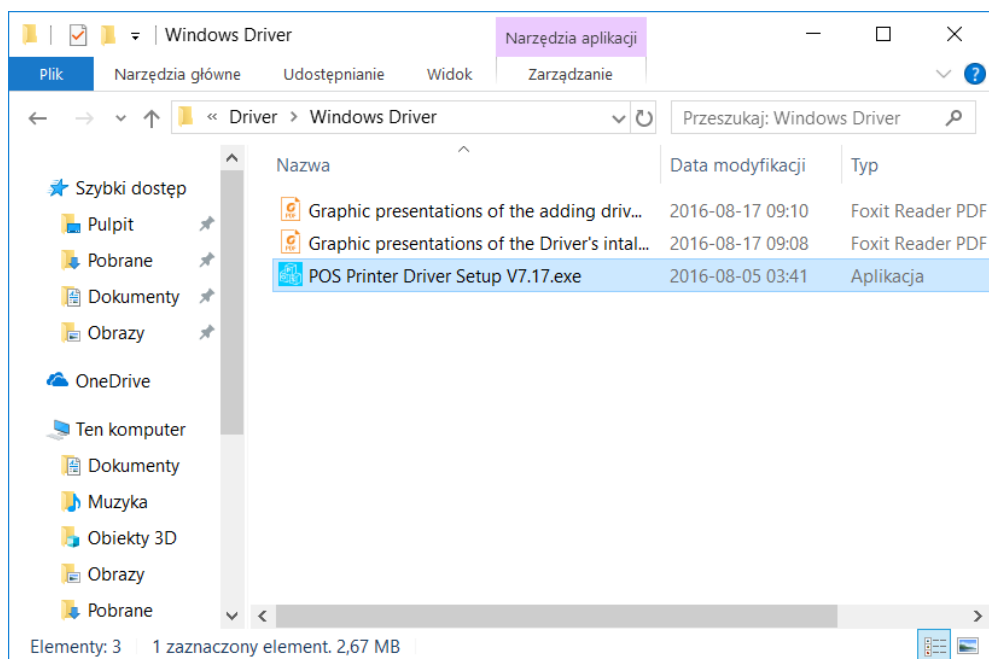 Windows Driver
Narzędzia aplikacji
Plik
Narzędzia główne
Udostępnianie
Widok
Zarządzanie
« Driver > Windows Driver
Przeszukaj: Windows Driver
Nazwa
Data modyfikacji
Typ
Graphic presentations of the adding driv... 2016-08-17 09:10 Foxit Reader PDF
Graphic presentations of the Driver's intal... 2016-08-17 09:08 Foxit Reader PDF
POS Printer Driver Setup V7.17.exe 2016-08-05 03:41 Aplikacja
Szybki dostęp
Pulpit
Pobrane
Dokumenty
Obrazy
OneDrive
Ten komputer
Dokumenty
Muzyka
Obiekty 3D
Obrazy
Pobrane
Elementy: 3 1 zaznaczony element. 2,67 MB